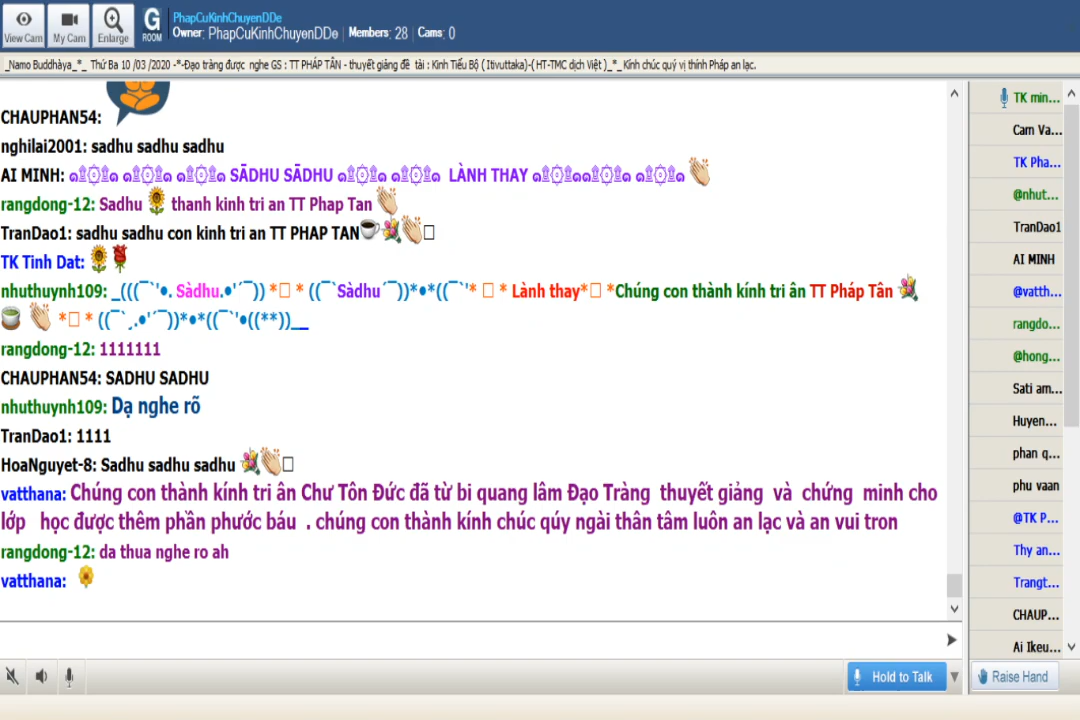 View Cam
My Cam
Enlarge
G ROOM
PhapCuKinhChuyenDDe
Owner: PhapCuKinhChuyenDDe | Members: 28 | Cams: 0
_Namo Buddhàya_*_ Thứ Ba 10 /03 /2020 -*-Đạo tràng được nghe GS : TT PHÁP TÂN - thuyết giảng đề tài : Kinh Tiểu Bộ ( Itivuttaka)-( HT-TMC dịch Việt )_*_Kính chúc quý vị thính Pháp an lạc.
CHAUPHAN54:
nghilai2001: sadhu sadhu sadhu
AI MINH: SĀDHU SĀDHU LÀNH THAY
rangdong-12: Sadhu 🌻 thanh kinh tri an TT Phap Tan 👏
TranDao1: sadhu sadhu con kinh tri an TT PHAP TAN☕💐👏
TK Tinh Dat: 🌻🌹
nhuthuynh109: _(((¯`'•. Sàdhu.•'´¯)) *□ * ((¯`Sàdhu´¯))*•*((¯`'* □ * Lành thay*□ *Chúng con thành kính tri ân TT Pháp Tân 💐
🍵 👏 *□ * ((¯`¸.•'´¯))*•*((¯`'•((**))__
rangdong-12: 1111111
CHAUPHAN54: SADHU SADHU
nhuthuynh109: Dạ nghe rõ
TranDao1: 1111
HoaNguyet-8: Sadhu sadhu sadhu 💐👏□
vatthana: Chúng con thành kính tri ân Chư Tôn Đức đã từ bi quang lâm Đạo Tràng thuyết giảng và chứng minh cho
lớp học được thêm phần phước báu . chúng con thành kính chúc qúy ngài thân tâm luôn an lạc và an vui tron
rangdong-12: da thua nghe ro ah
vatthana: 🌼
TK min...
Cam Va...
TK Pha...
@nhut...
TranDao1
AI MINH
@vatth...
rangdo...
@hong...
Sati am...
Huyen...
phan q...
phu vaan
@TK P...
Thy an...
Trangt...
CHAUP...
Ai Ikeu...
Hold to Talk
Raise Hand